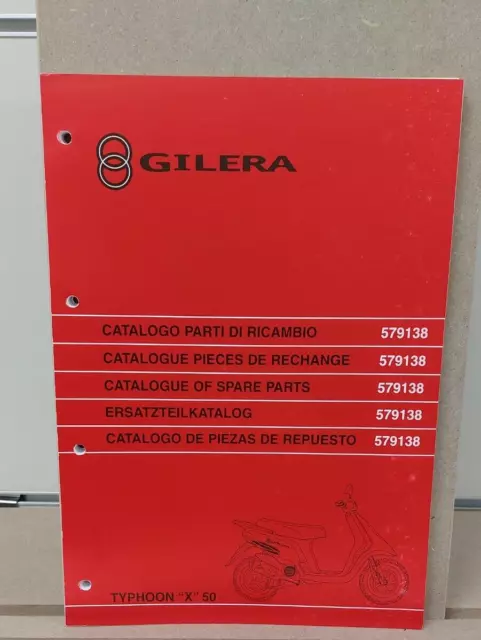 GILERA
CATALOGO PARTI DI RICAMBIO 579138
CATALOGUE PIECES DE RECHANGE 579138
CATALOGUE OF SPARE PARTS 579138
ERSATZTEILKATALOG 579138
CATALOGO DE PIEZAS DE REPUESTO 579138
TYPHOON "X" 50